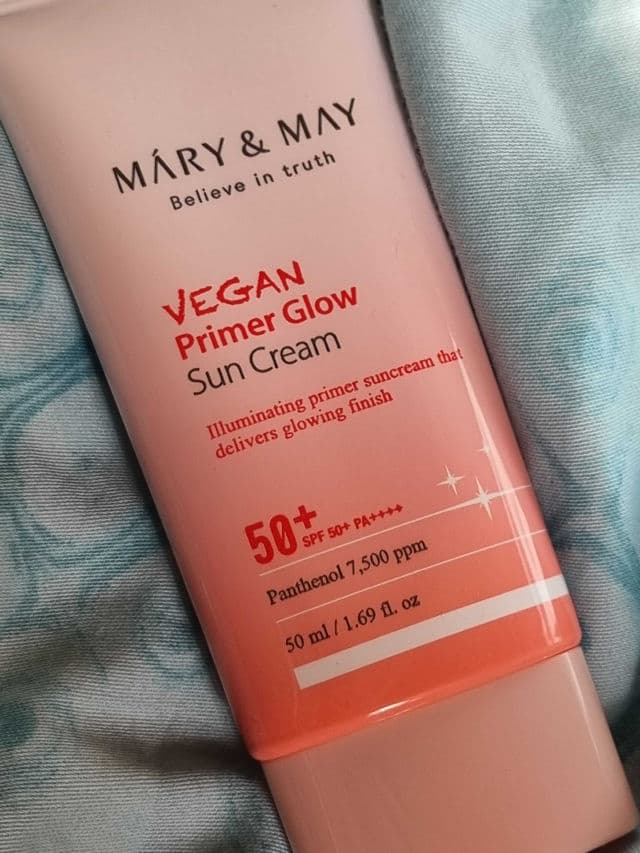 MÁRY & MAY
Believe in truth
VEGAN
Primer Glow
Sun Cream
Illuminating primer suncream that
delivers glowing finish
50+
SPF 50+ PA++++
Panthenol 7,500 ppm
50 ml / 1.69 fl. oz